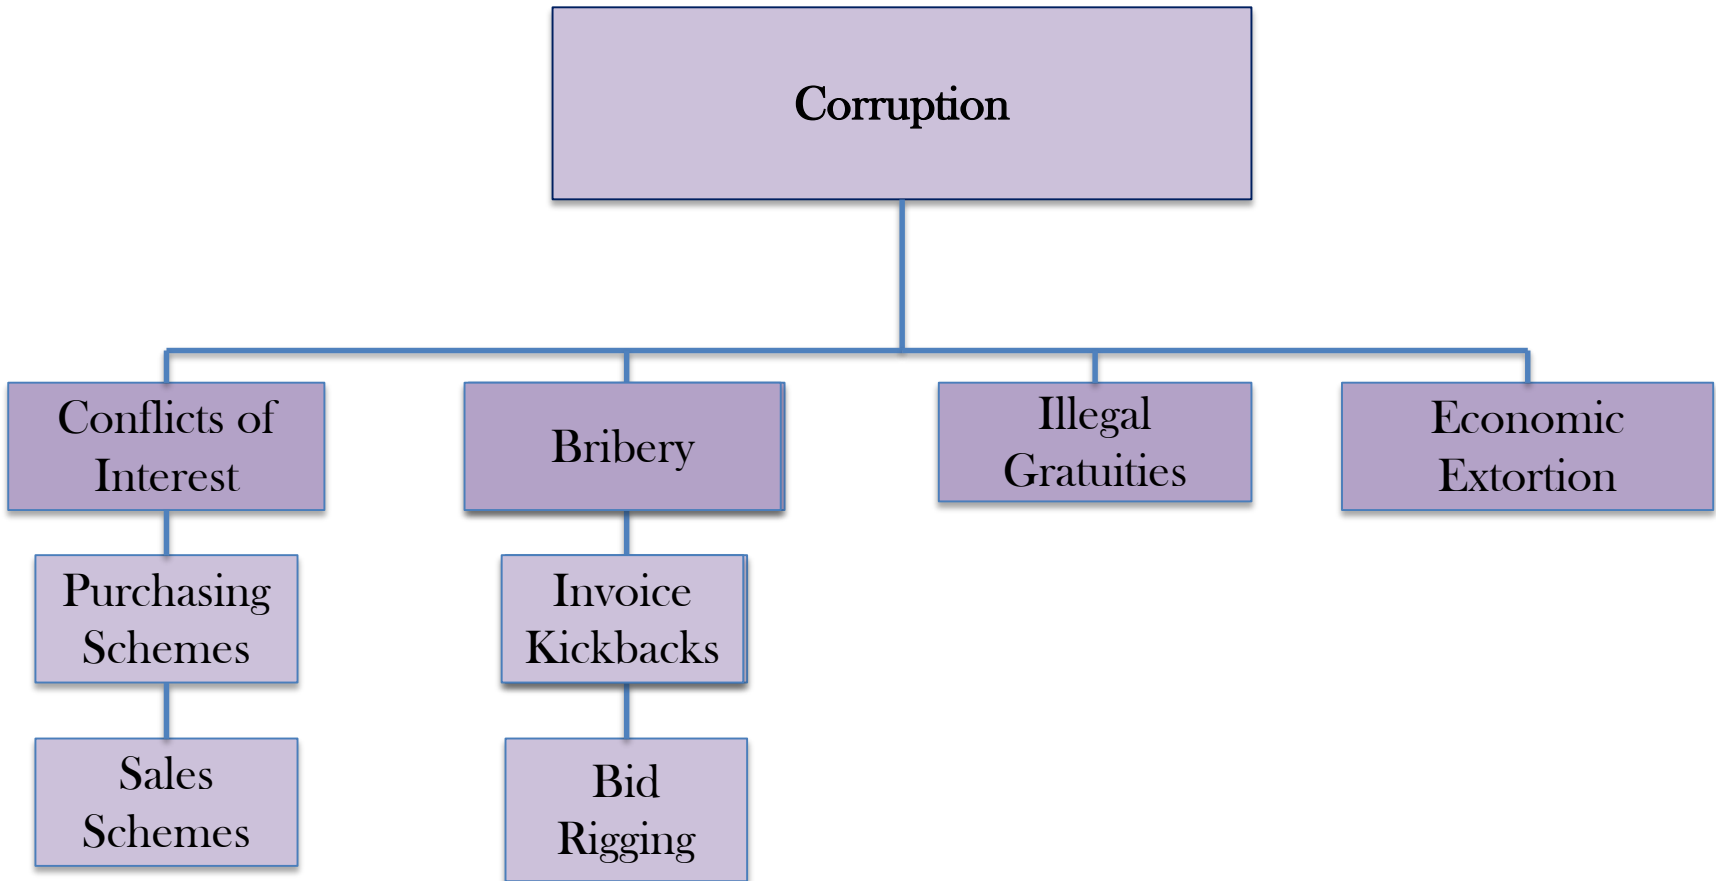 Corruption
Conflicts of
Interest
Bribery
Illegal
Gratuities
Economic
Extortion
Purchasing
Schemes
Invoice
Kickbacks
Sales
Schemes
Bid
Rigging